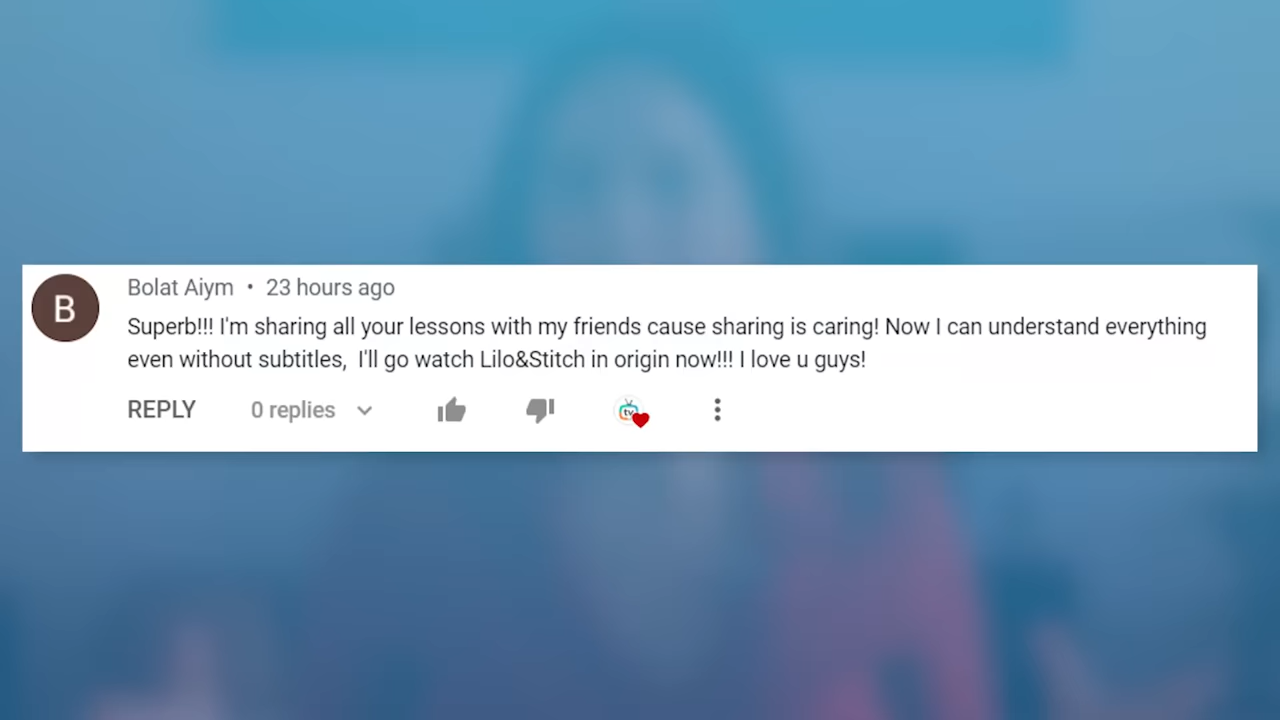 B
Bolat Aiym • 23 hours ago
Superb!!! I'm sharing all your lessons with my friends cause sharing is caring! Now I can understand everything
even without subtitles,  I'll go watch Lilo&Stitch in origin now!!! I love u guys!
REPLY 0 replies
tv